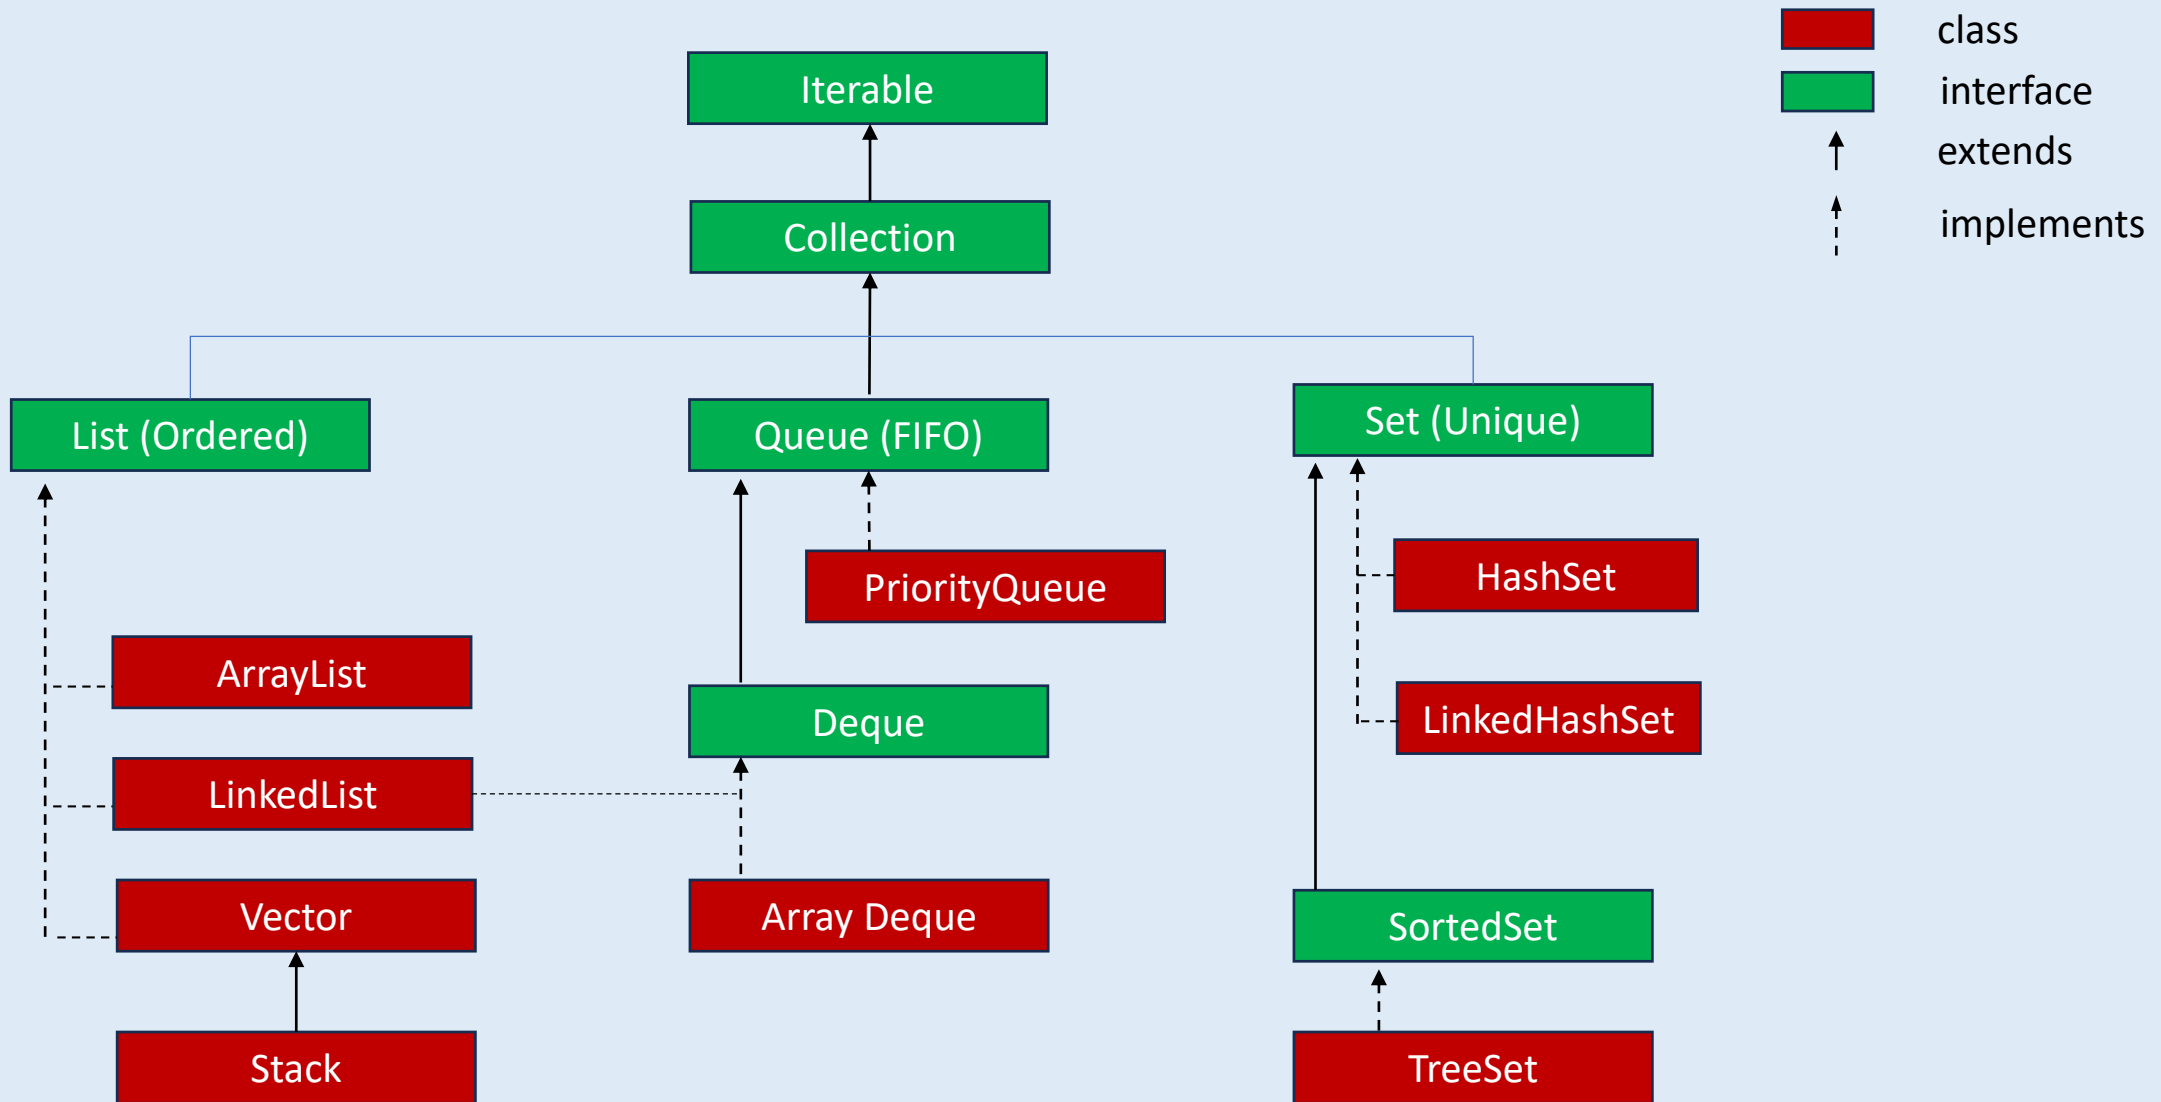 class
interface
extends
implements
Iterable
Collection
List (Ordered)
Queue (FIFO)
Set (Unique)
PriorityQueue
HashSet
ArrayList
Deque
LinkedHashSet
LinkedList
Vector
Array Deque
SortedSet
Stack
TreeSet